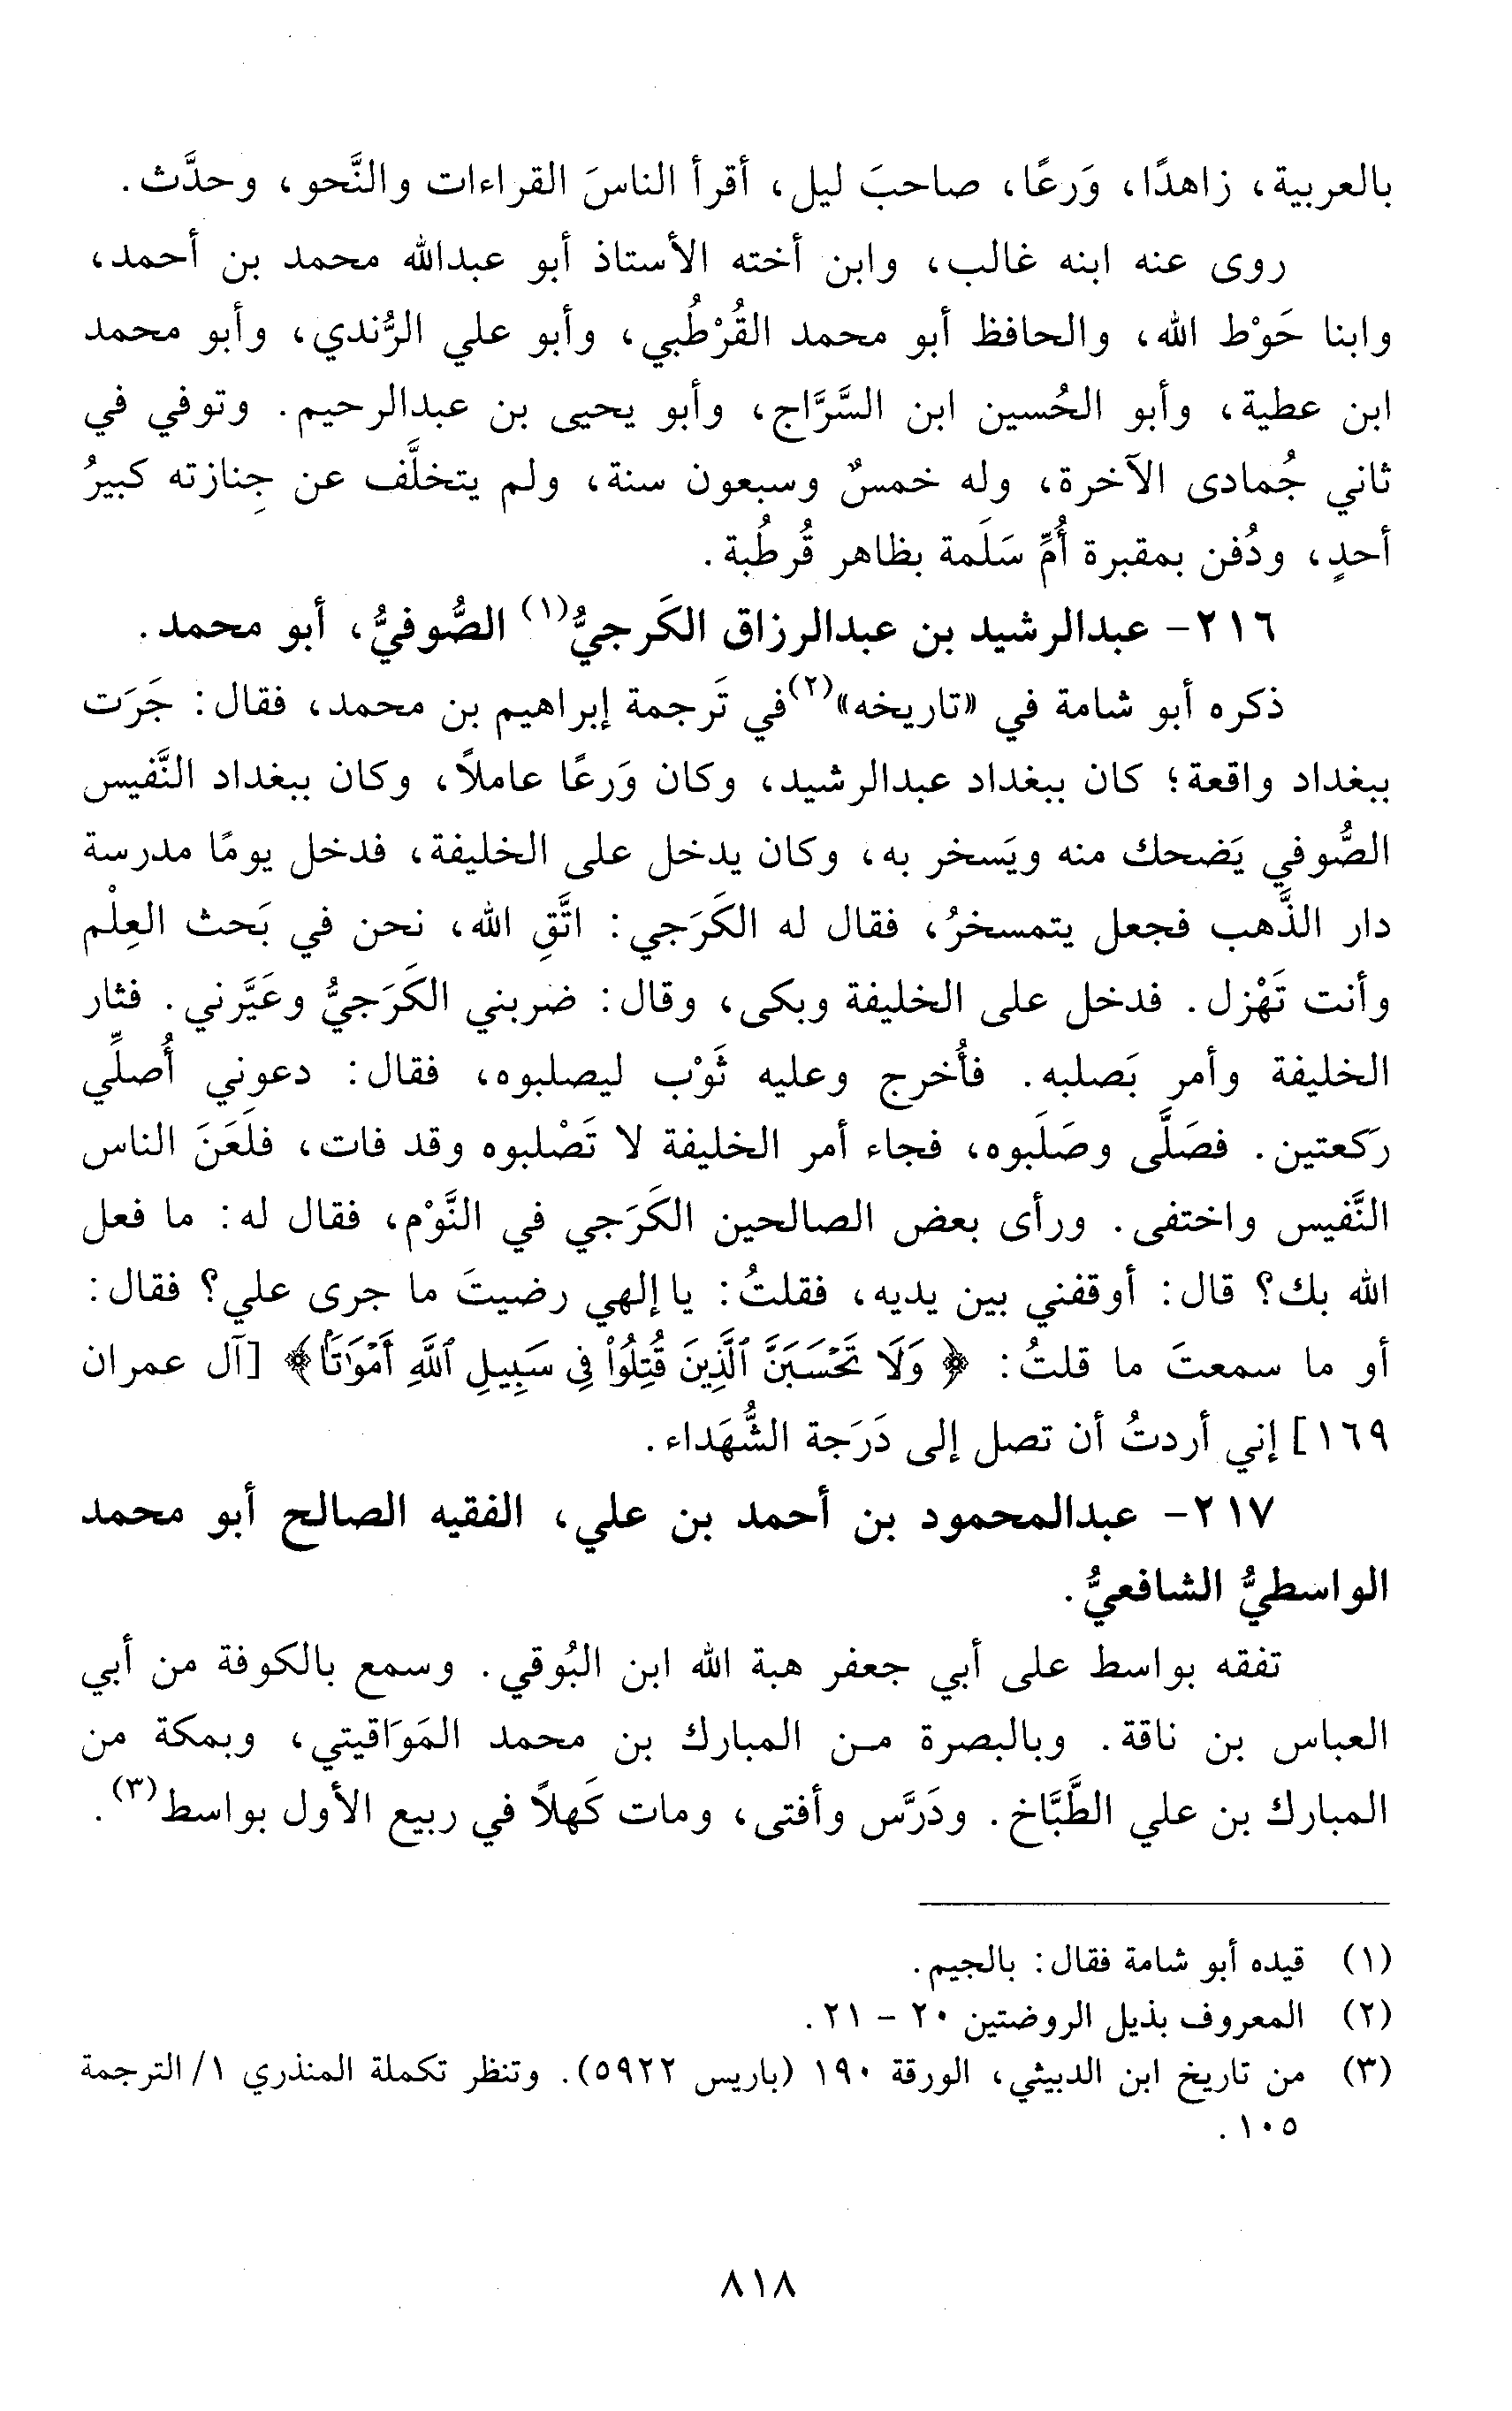 بالعربية، زاهدًا، وَرعًا، صاحبَ ليل، أقرأ الناسَ القراءات والنَّحو، وحدَّث.
روى عنه ابنه غالب، وابن أخته الأستاذ أبو عبدالله محمد بن أحمد،
وابنا حَوْط الله، والحافظ أبو محمد القُرْطُبي، وأبو علي الرُّندي، وأبو محمد
ابن عطية، وأبو الحُسين ابن السَّرَّاج، وأبو يحيى بن عبدالرحيم. وتوفي في
ثاني جُمادى الآخرة، وله خمسٌ وسبعون سنة، ولم يتخلَّف عن جِنازته كبيرُ
أحدٍ، ودُفن بمقبرة أُمِّ سَلَمة بظاهر قُرطُبة.
٢١٦- عبدالرشيد بن عبدالرزاق الكَرجيُّ(١) الصُّوفيُّ، أبو محمد.
ذكره أبو شامة في «تاريخه»(٢) في تَرجمة إبراهيم بن محمد، فقال: جَرَت
ببغداد واقعة؛ كان ببغداد عبدالرشيد، وكان وَرعًا عاملاً، وكان ببغداد النَّفيس
الصُّوفي يَضحك منه ويَسخر به، وكان يدخل على الخليفة، فدخل يومًا مدرسة
دار الذَّهب فجعل يتمسخرُ، فقال له الكَرَجي: اتَّقِ الله، نحن في بَحث العِلْم
وأنت تَهْزل. فدخل على الخليفة وبكى، وقال: ضربني الكَرَجيُّ وعَيَّرني. فثار
الخليفة وأمر بَصلبه. فأُخرج وعليه ثَوْب ليصلبوه، فقال: دعوني أُصلِّي
ركعتين. فصَلَّى وصَلَبوه، فجاء أمر الخليفة لا تَصْلبوه وقد فات، فلَعَنَ الناس
النَّفيس واختفى. ورأى بعض الصالحين الكَرَجي في النَّوْم، فقال له: ما فعل
الله بك؟ قال: أوقفني بين يديه، فقلتُ: يا إلهي رضيتَ ما جرى علي؟ فقال:
أو ما سمعتَ ما قلتُ: ﴿ وَلَا تَحْسَبَنَّ ٱلَّذِينَ قُتِلُوا۟ فِى سَبِيلِ ٱللَّهِ أَمْوَٰتًا ﴾ [آل عمران
١٦٩] إني أردتُ أن تصل إلى دَرَجة الشُّهَداء.
٢١٧- عبدالمحمود بن أحمد بن علي، الفقيه الصالح أبو محمد
الواسطيُّ الشافعيُّ.
تفقه بواسط على أبي جعفر هبة الله ابن البُوقي. وسمع بالكوفة من أبي
العباس بن ناقة. وبالبصرة من المبارك بن محمد المَوَاقيتي، وبمكة من
المبارك بن علي الطَّبَّاخ. ودَرَّس وأفتى، ومات كَهلاً في ربيع الأول بواسط(٣).
(١) قيده أبو شامة فقال: بالجيم.
(٢) المعروف بذيل الروضتين ٢٠ - ٢١.
(٣) من تاريخ ابن الدبيثي، الورقة ١٩٠ (باريس ٥٩٢٢). وتنظر تكملة المنذري ١/ الترجمة
١٠٥.
٨١٨